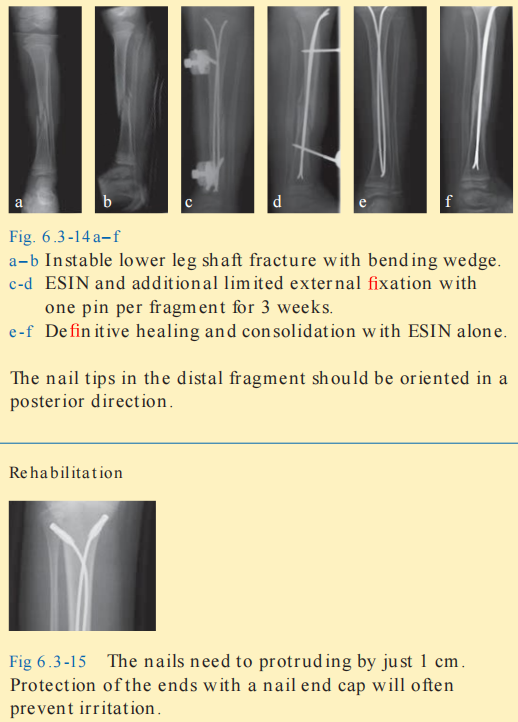 a b c d e f
Fig. 6.3-14a–f
a–b Instable lower leg shaft fracture with bending wedge.
c-d ESIN and additional limited external fixation with
one pin per fragment for 3 weeks.
e-f Definitive healing and consolidation with ESIN alone.
The nail tips in the distal fragment should be oriented in a
posterior direction.
Rehabilitation
Fig 6.3-15 The nails need to protruding by just 1 cm.
Protection of the ends with a nail end cap will often
prevent irritation.